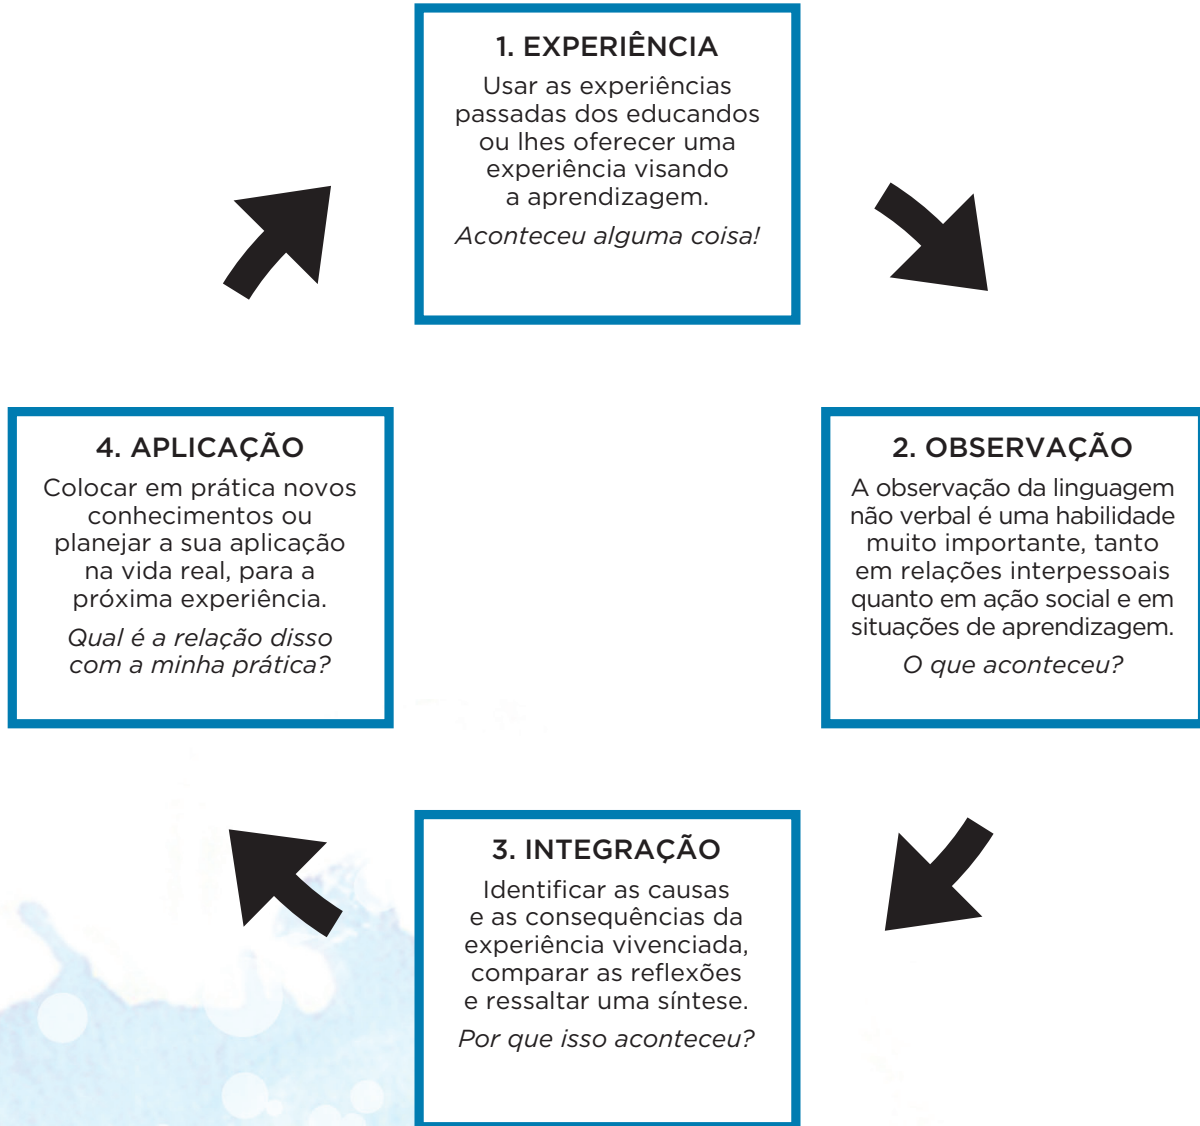 1. EXPERIÊNCIA
Usar as experiências
passadas dos educandos
ou lhes oferecer uma
experiência visando
a aprendizagem.
Aconteceu alguma coisa!
2. OBSERVAÇÃO
A observação da linguagem
não verbal é uma habilidade
muito importante, tanto
em relações interpessoais
quanto em ação social e em
situações de aprendizagem.
O que aconteceu?
3. INTEGRAÇÃO
Identificar as causas
e as consequências da
experiência vivenciada,
comparar as reflexões
e ressaltar uma síntese.
Por que isso aconteceu?
4. APLICAÇÃO
Colocar em prática novos
conhecimentos ou
planejar a sua aplicação
na vida real, para a
próxima experiência.
Qual é a relação disso
com a minha prática?